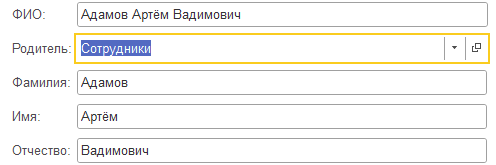 ФИО: Адамов Артём Вадимович
Родитель: Сотрудники
Фамилия: Адамов
Имя: Артём
Отчество: Вадимович